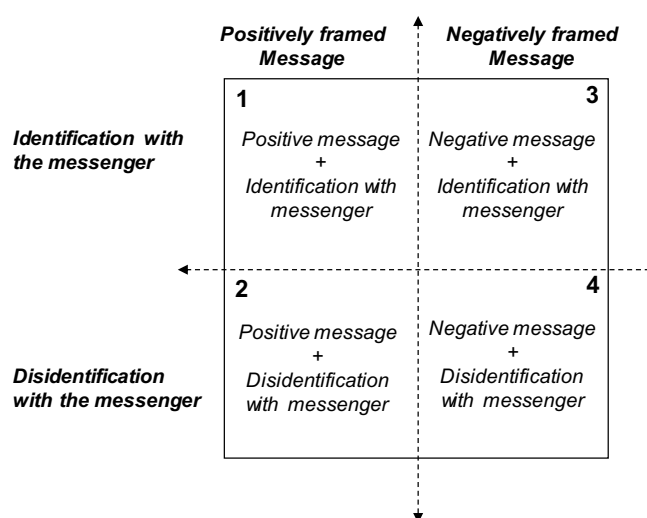 Positively framed
Message
Negatively framed
Message
Identification with
the messenger
1
Positive message
+
Identification with
messenger
3
Negative message
+
Identification with
messenger
Disidentification
with the messenger
2
Positive message
+
Disidentification
with messenger
4
Negative message
+
Disidentification
with messenger